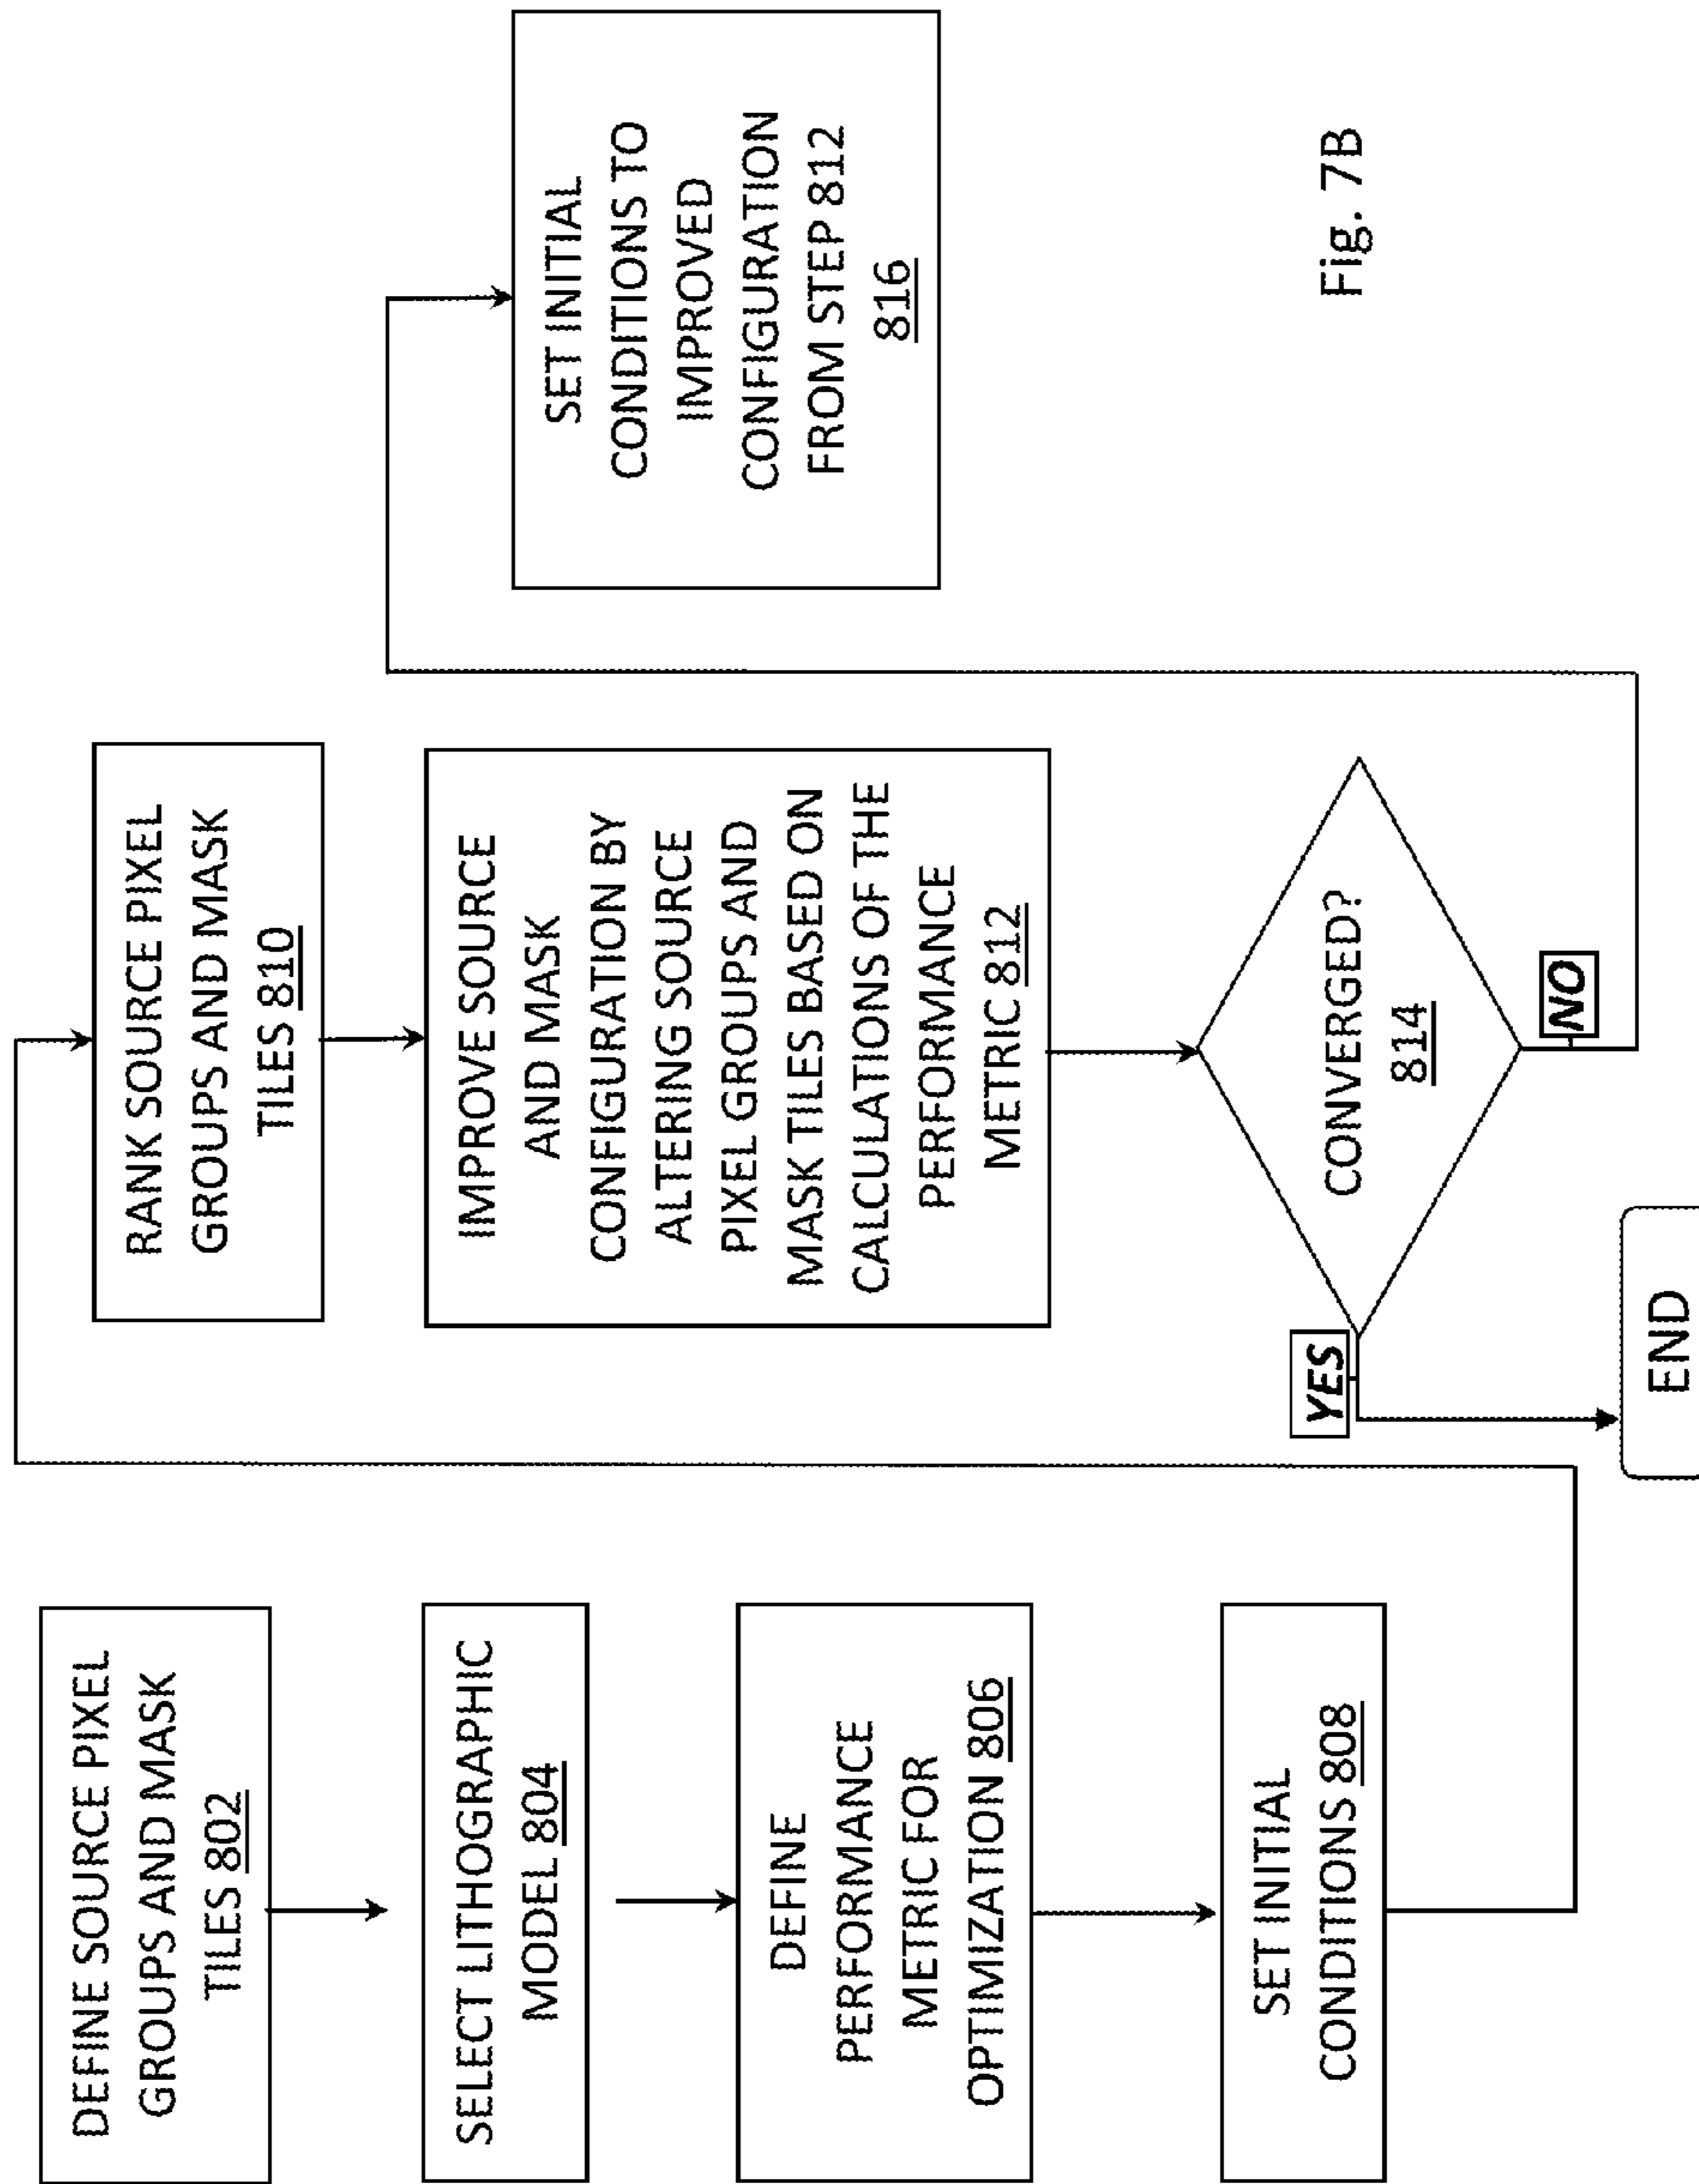 DEFINE SOURCE PIXEL
GROUPS AND MASK
TILES 802
SELECT LITHOGRAPHIC
MODEL 804
DEFINE
PERFORMANCE
METRIC FOR
OPTIMIZATION 806
SET INITIAL
CONDITIONS 808
RANK SOURCE PIXEL
GROUPS AND MASK
TILES 810
IMPROVE SOURCE
AND MASK
CONFIGURATION BY
ALTERING SOURCE
PIXEL GROUPS AND
MASK TILES BASED ON
CALCULATIONS OF THE
PERFORMANCE
METRIC 812
CONVERGED?
814
YES
NO
END
SET INITIAL
CONDITIONS TO
IMPROVED
CONFIGURATION
FROM STEP 812
816
Fig. 7B